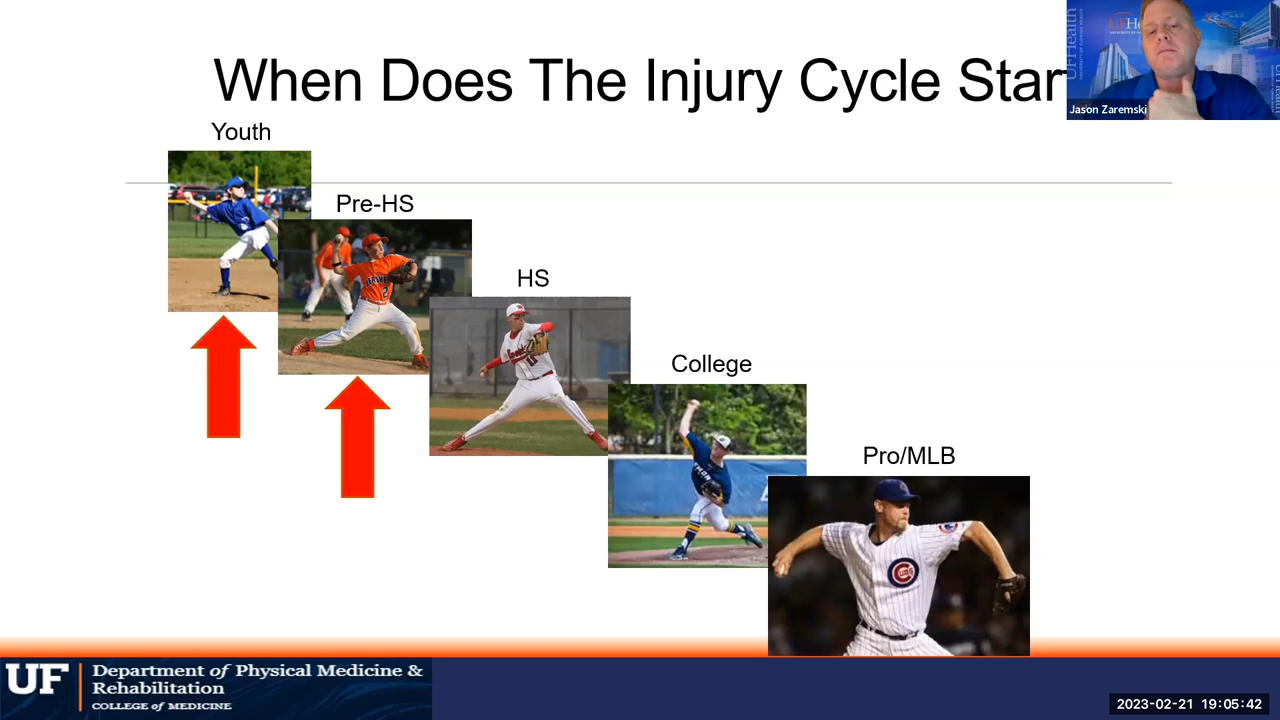 When Does The Injury Cycle Star
Jason Zaremski
Youth
Pre-HS
HS
College
Pro/MLB
UF
Department of Physical Medicine &
Rehabilitation
COLLEGE of MEDICINE
2023-02-21 19:05:42